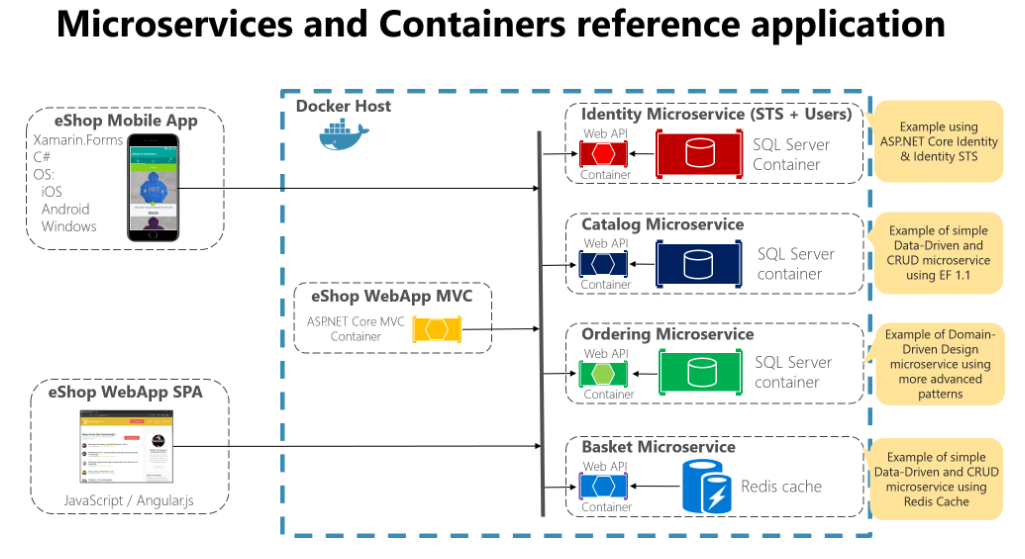 Microservices and Containers reference application
eShop Mobile App
Xamarin.Forms
C#
OS:
iOS
Android
Windows
Docker Host
eShop WebApp MVC
ASP.NET Core MVC
Container
eShop WebApp SPA
JavaScript / Angular.js
Identity Microservice (STS + Users)
Web API
Container
SQL Server
Container
Example using
ASP.NET Core Identity
& Identity STS
Catalog Microservice
Web API
Container
SQL Server
container
Example of simple
Data-Driven and
CRUD microservice
using EF 1.1
Ordering Microservice
Web API
Container
SQL Server
container
Example of Domain-
Driven Design
microservice using
more advanced
patterns
Basket Microservice
Web API
Container
Redis cache
Example of simple
Data-Driven and CRUD
microservice using
Redis Cache